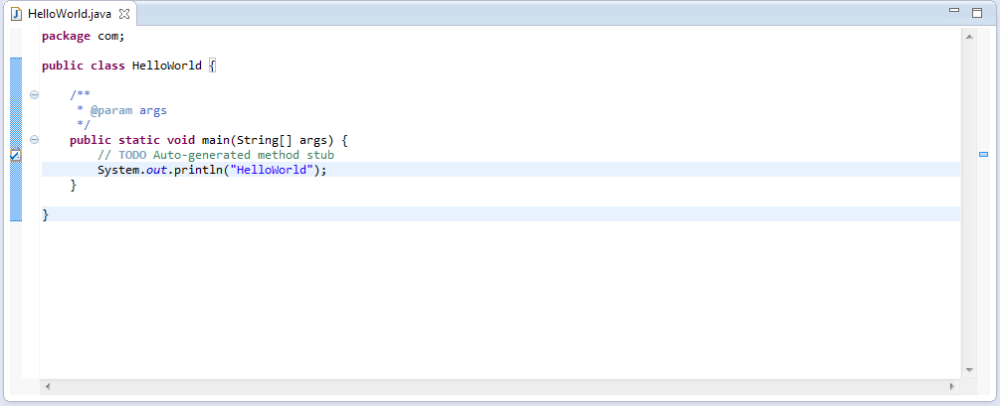 HelloWorld.java
package com;
public class HelloWorld {
/**
* @param args
*/
public static void main(String[] args) {
// TODO Auto-generated method stub
System.out.println("HelloWorld");
}
}